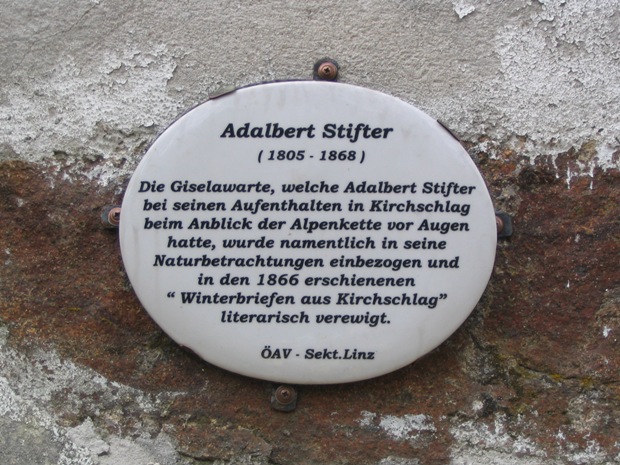 Adalbert Stifter
( 1805 - 1868 )
Die Giselawarte, welche Adalbert Stifter
bei seinen Aufenthalten in Kirchschlag
beim Anblick der Alpenkette vor Augen
hatte, wurde namentlich in seine
Naturbetrachtungen einbezogen und
in den 1866 erschienenen
“ Winterbriefen aus Kirchschlag”
literarisch verewigt.
ÖAV - Sekt.Linz